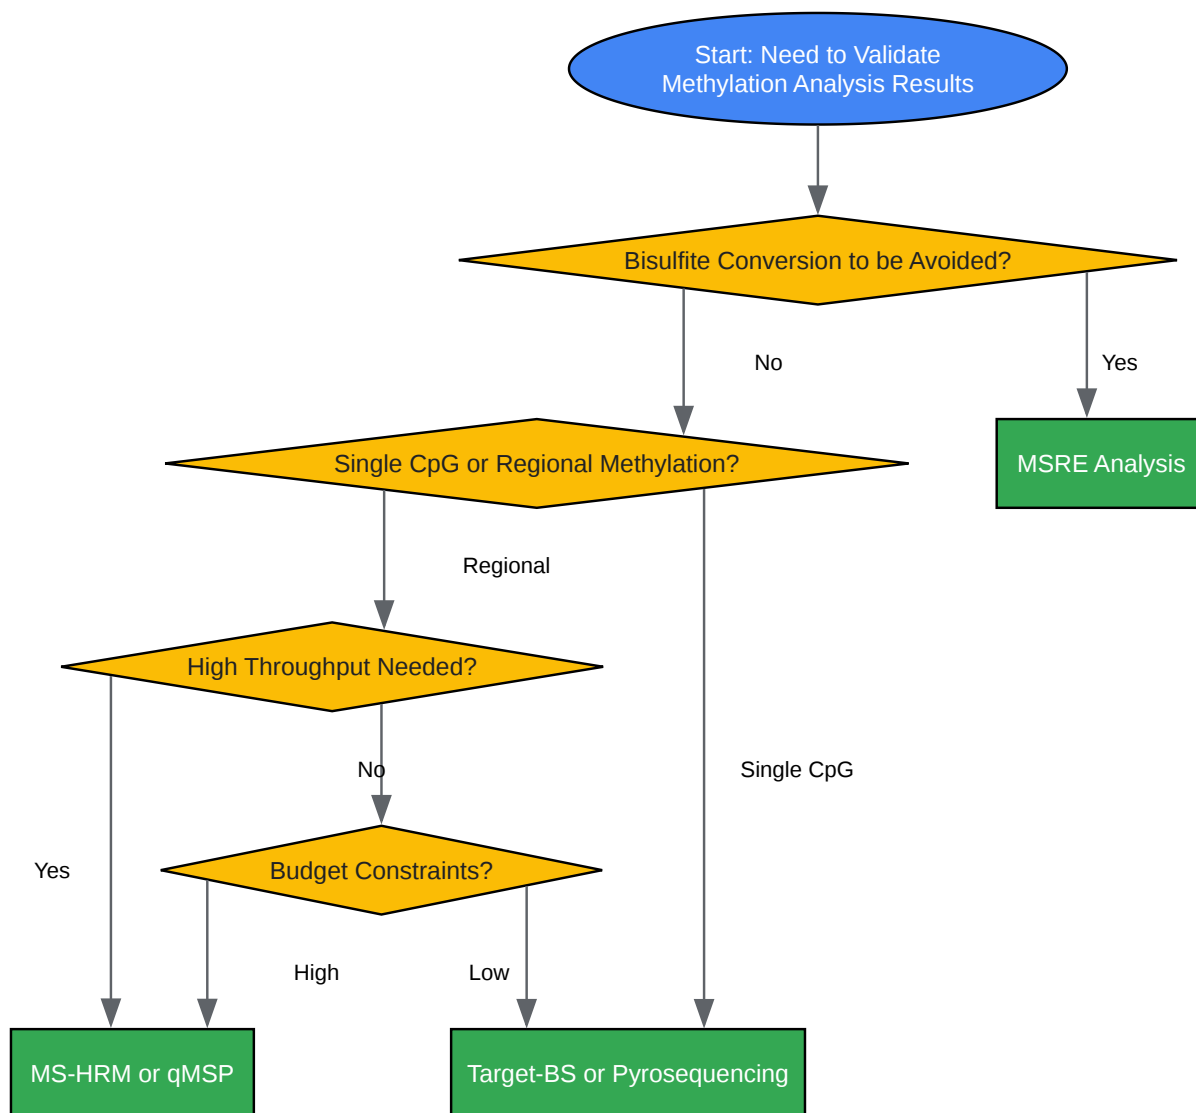 Start: Need to Validate
Methylation Analysis Results
Bisulfite Conversion to be Avoided?
No
Yes
Single CpG or Regional Methylation?
MSRE Analysis
Regional
High Throughput Needed?
No
Single CpG
Yes
Budget Constraints?
High
Low
MS-HRM or qMSP
Target-BS or Pyrosequencing